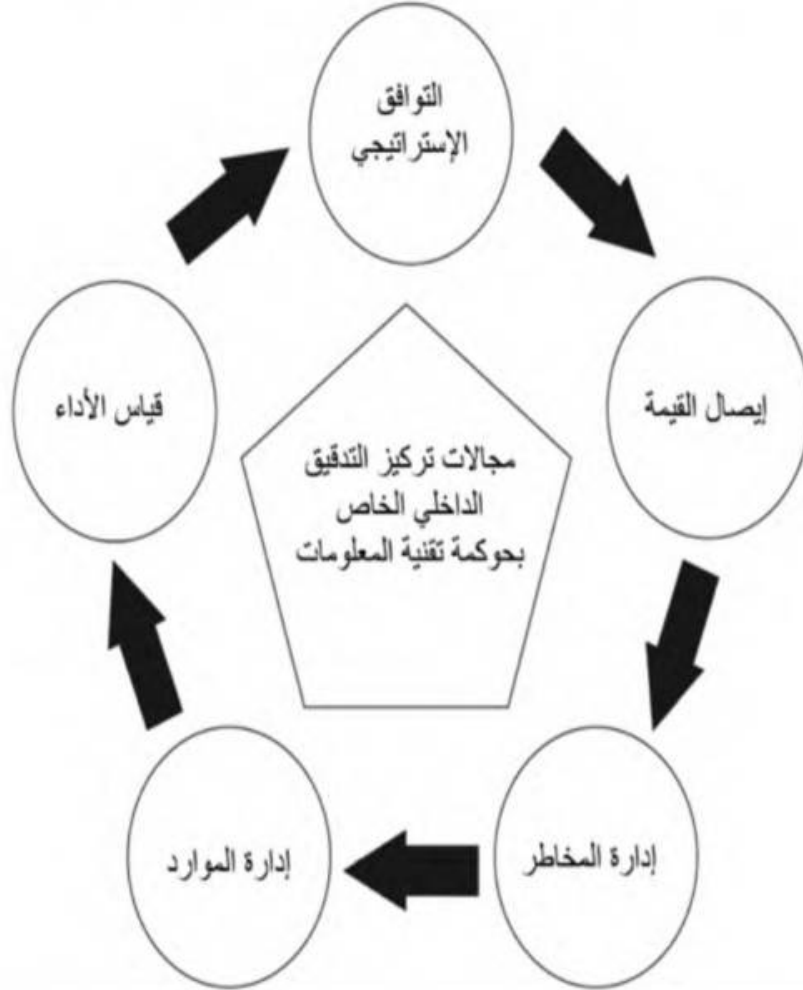 التوافق
الإستراتيجي
إيصال القيمة
قياس الأداء
مجالات تركيز التدقيق
الداخلي الخاص
بحوكمة تقنية المعلومات
إدارة المخاطر
إدارة الموارد